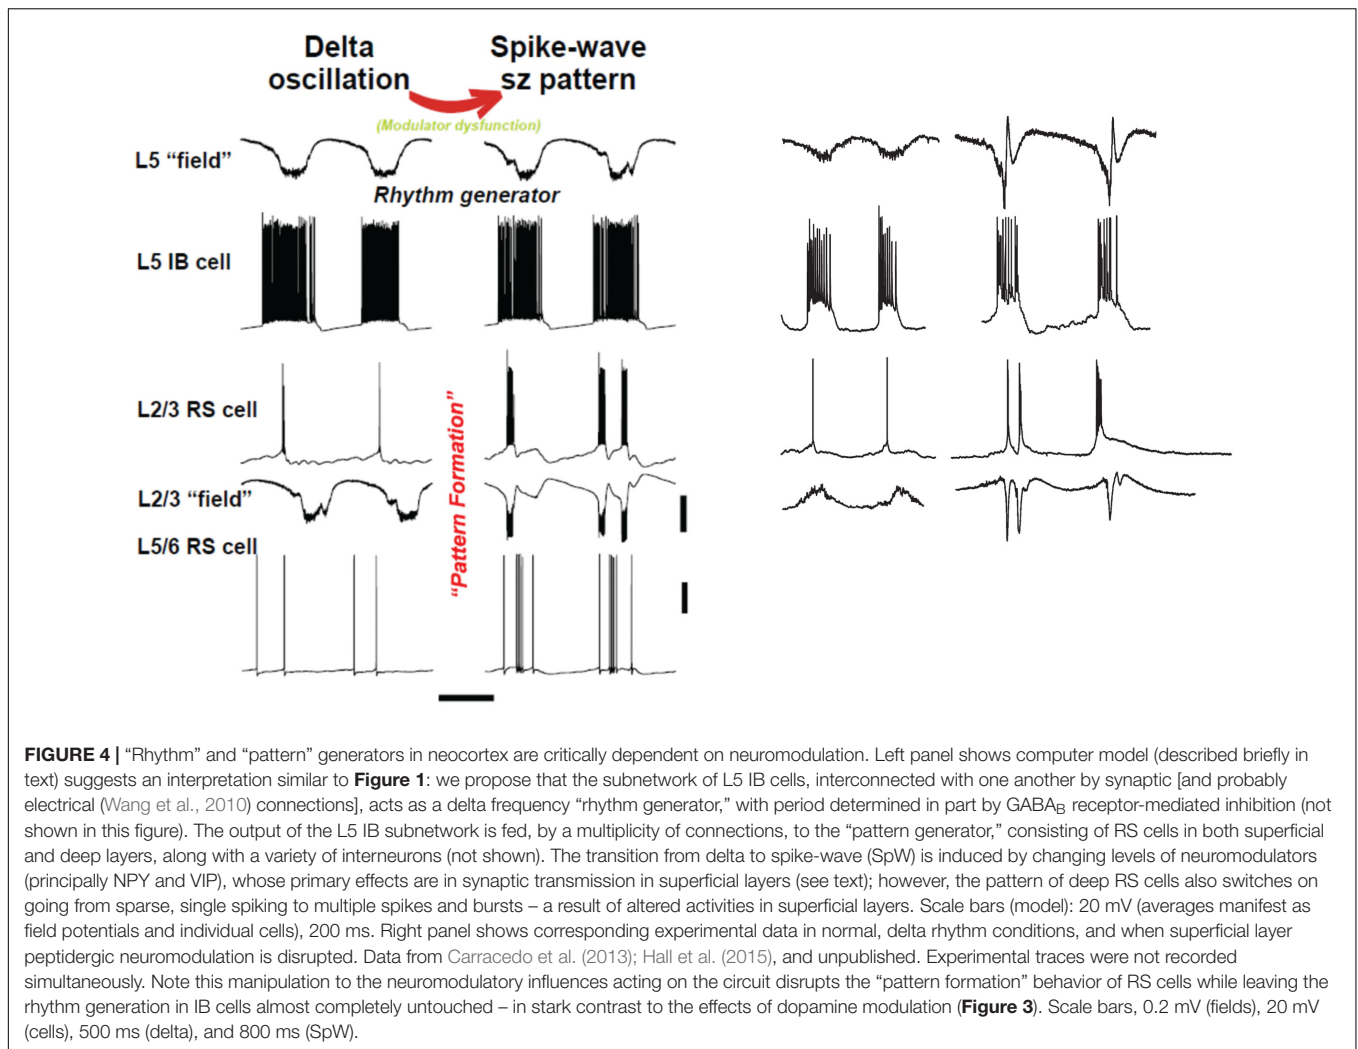 Delta
oscillation
Spike-wave
sz pattern
(Modulator dysfunction)
L5 “field”
Rhythm generator
L5 IB cell
L2/3 RS cell
“Pattern Formation”
L2/3 “field”
L5/6 RS cell
FIGURE 4 | “Rhythm” and “pattern” generators in neocortex are critically dependent on neuromodulation. Left panel shows computer model (described briefly in
text) suggests an interpretation similar to Figure 1: we propose that the subnetwork of L5 IB cells, interconnected with one another by synaptic [and probably
electrical (Wang et al., 2010) connections], acts as a delta frequency “rhythm generator,” with period determined in part by GABAB receptor-mediated inhibition (not
shown in this figure). The output of the L5 IB subnetwork is fed, by a multiplicity of connections, to the “pattern generator,” consisting of RS cells in both superficial
and deep layers, along with a variety of interneurons (not shown). The transition from delta to spike-wave (SpW) is induced by changing levels of neuromodulators
(principally NPY and VIP), whose primary effects are in synaptic transmission in superficial layers (see text); however, the pattern of deep RS cells also switches on
going from sparse, single spiking to multiple spikes and bursts – a result of altered activities in superficial layers. Scale bars (model): 20 mV (averages manifest as
field potentials and individual cells), 200 ms. Right panel shows corresponding experimental data in normal, delta rhythm conditions, and when superficial layer
peptidergic neuromodulation is disrupted. Data from Carracedo et al. (2013); Hall et al. (2015), and unpublished. Experimental traces were not recorded
simultaneously. Note this manipulation to the neuromodulatory influences acting on the circuit disrupts the “pattern formation” behavior of RS cells while leaving the
rhythm generation in IB cells almost completely untouched – in stark contrast to the effects of dopamine modulation (Figure 3). Scale bars, 0.2 mV (fields), 20 mV
(cells), 500 ms (delta), and 800 ms (SpW).